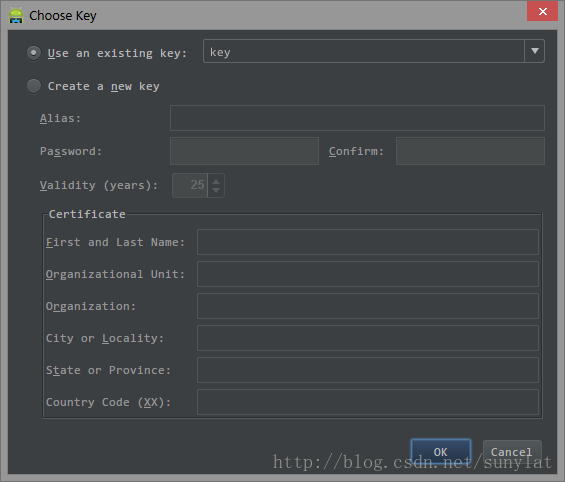 Choose Key
Use an existing key: key
Create a new key
Alias:
Password: Confirm:
Validity (years): 25
Certificate
First and Last Name:
Organizational Unit:
Organization:
City or Locality:
State or Province:
Country Code (XX):
OK Cancel
http://blog.csdn.net/sunylat